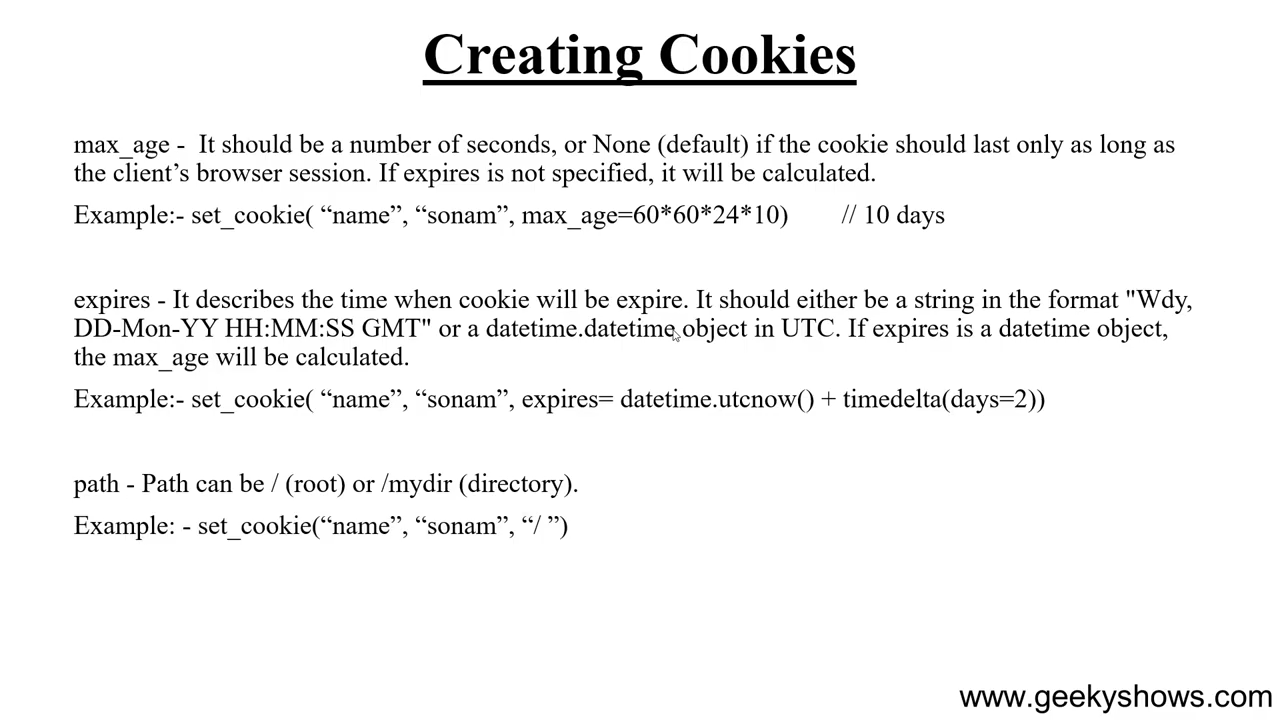 Creating Cookies
max_age -  It should be a number of seconds, or None (default) if the cookie should last only as long as
the client’s browser session. If expires is not specified, it will be calculated.
Example:- set_cookie( “name”, “sonam”, max_age=60*60*24*10)        // 10 days
expires - It describes the time when cookie will be expire. It should either be a string in the format "Wdy,
DD-Mon-YY HH:MM:SS GMT" or a datetime.datetime object in UTC. If expires is a datetime object,
the max_age will be calculated.
Example:- set_cookie( “name”, “sonam”, expires= datetime.utcnow() + timedelta(days=2))
path - Path can be / (root) or /mydir (directory).
Example: - set_cookie(“name”, “sonam”, “/ ”)
www.geekyshows.com